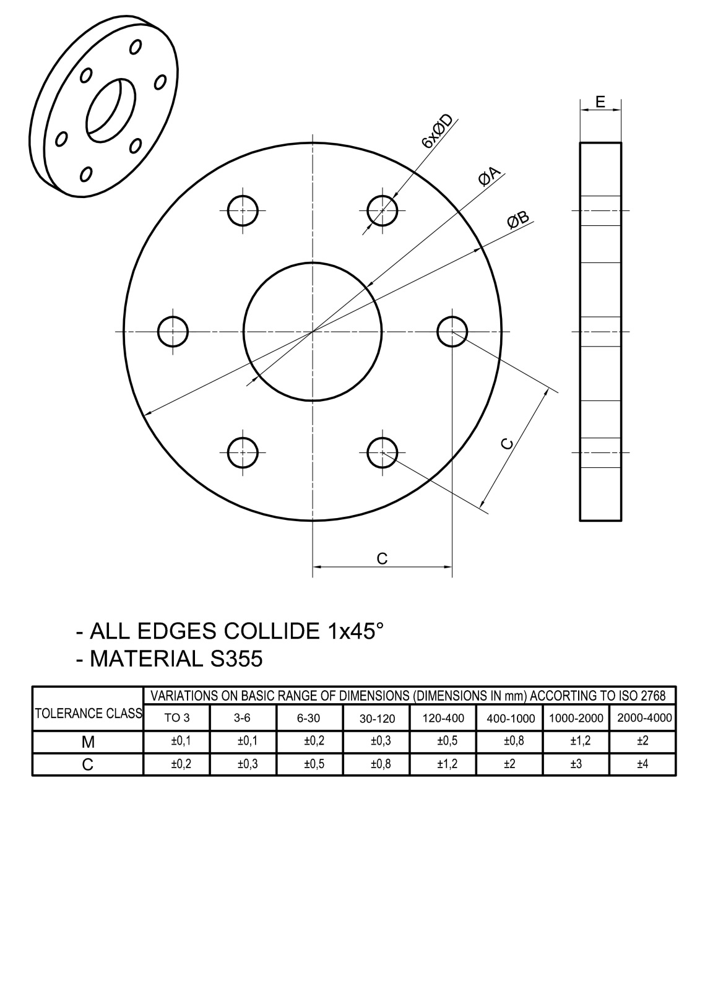 E
6xØD
ØA
ØB
C
C
- ALL EDGES COLLIDE 1x45°
- MATERIAL S355
TOLERANCE CLASS
VARIATIONS ON BASIC RANGE OF DIMENSIONS (DIMENSIONS IN mm) ACCORTING TO ISO 2768
TO 3 3-6 6-30 30-120 120-400 400-1000 1000-2000 2000-4000
M ±0,1 ±0,1 ±0,2 ±0,3 ±0,5 ±0,8 ±1,2 ±2
C ±0,2 ±0,3 ±0,5 ±0,8 ±1,2 ±2 ±3 ±4